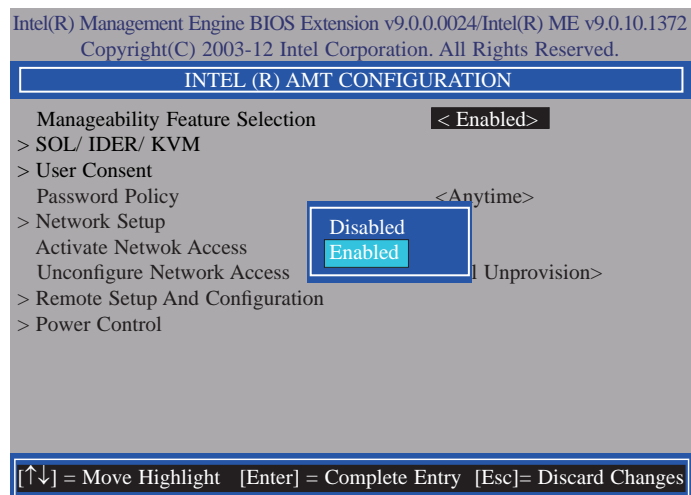 Intel(R) Management Engine BIOS Extension v9.0.0.0024/Intel(R) ME v9.0.10.1372
Copyright(C) 2003-12 Intel Corporation. All Rights Reserved.
INTEL (R) AMT CONFIGURATION
Manageability Feature Selection < Enabled>
> SOL/ IDER/ KVM
> User Consent
Password Policy <Anytime>
> Network Setup
Disabled
Activate Netwok Access
Enabled
Unconfigure Network Access l Unprovision>
> Remote Setup And Configuration
> Power Control
[↑↓] = Move Highlight [Enter] = Complete Entry [Esc]= Discard Changes